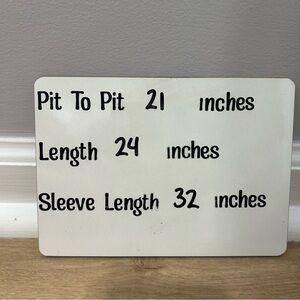 Pit To Pit 21 inches
Length 24 inches
Sleeve Length 32 inches